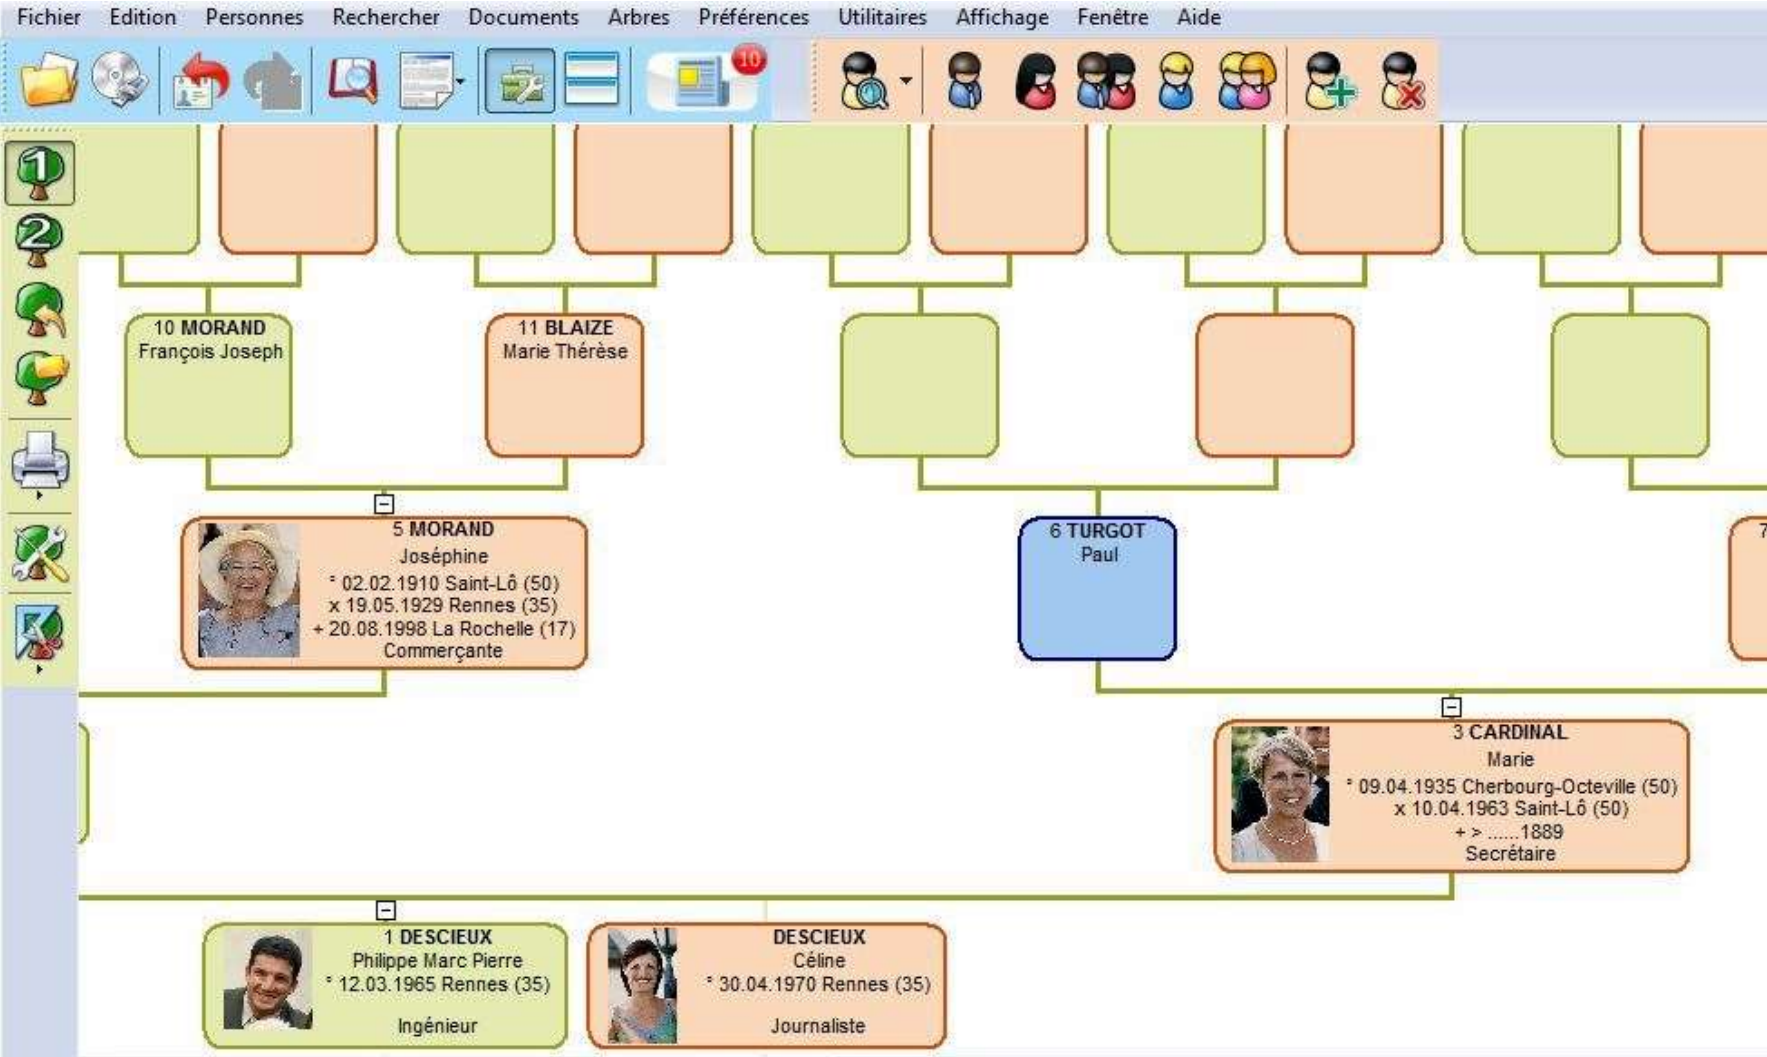 Fichier Edition Personnes Rechercher Documents Arbres Préférences Utilitaires Affichage Fenêtre Aide
10
1
2
10 MORAND
François Joseph
11 BLAIZE
Marie Thérèse
5 MORAND
Joséphine
° 02.02.1910 Saint-Lô (50)
x 19.05.1929 Rennes (35)
+ 20.08.1998 La Rochelle (17)
Commerçante
6 TURGOT
Paul
7
3 CARDINAL
Marie
° 09.04.1935 Cherbourg-Octeville (50)
x 10.04.1963 Saint-Lô (50)
+ > ......1889
Secrétaire
1 DESCIEUX
Philippe Marc Pierre
° 12.03.1965 Rennes (35)
Ingénieur
DESCIEUX
Céline
° 30.04.1970 Rennes (35)
Journaliste